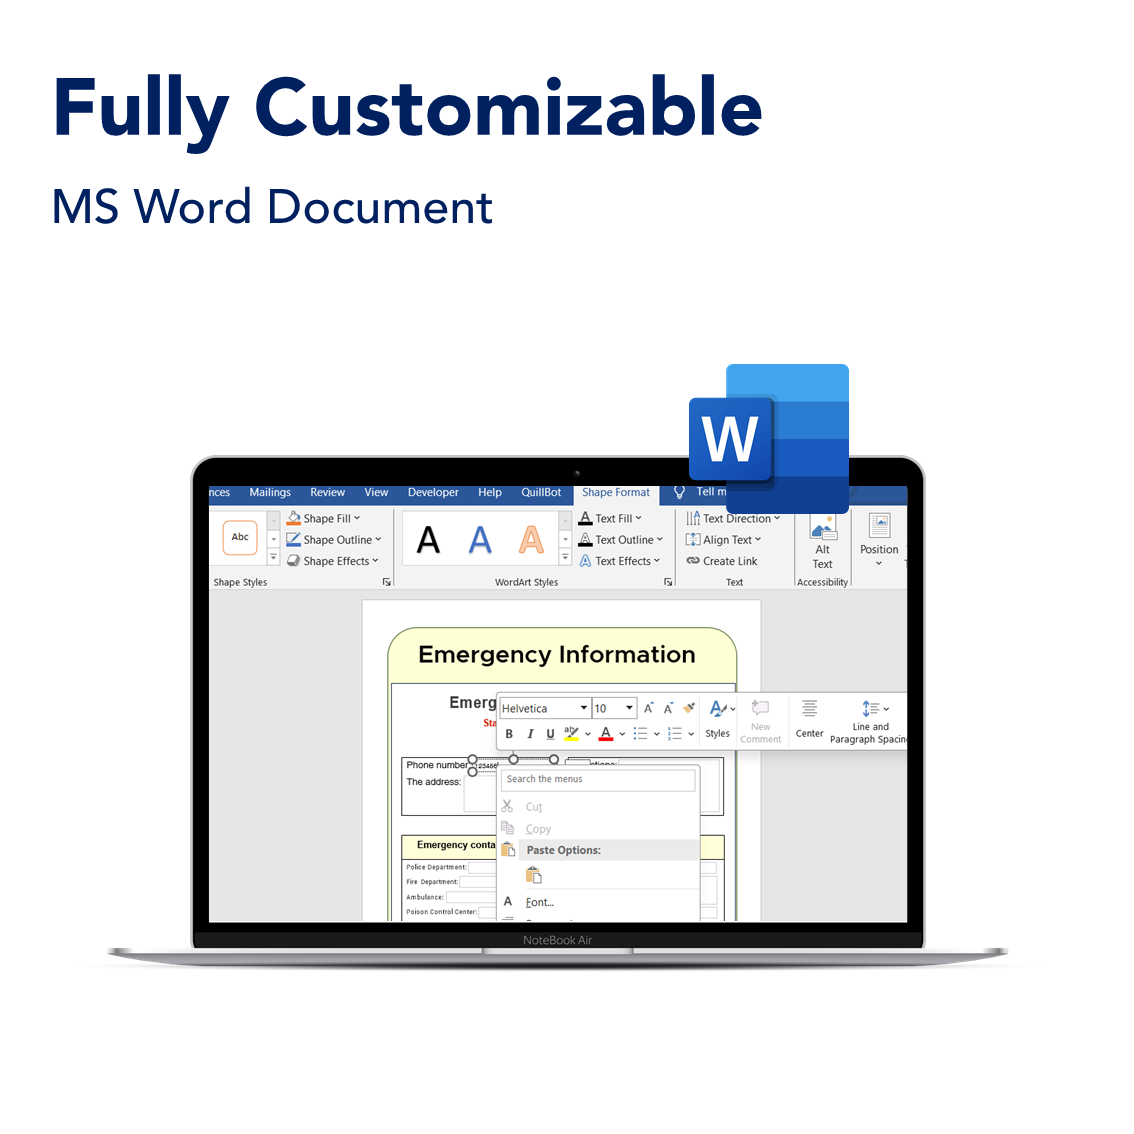 Fully Customizable
MS Word Document
W
nces Mailings Review View Developer Help QuillBot Shape Format Tell m
Abc
Shape Fill
Shape Outline
Shape Effects
Shape Styles
A A A
WordArt Styles
Text Fill
Text Outline
Text Effects
Text Direction
Align Text
Create Link
Text
Alt
Text
Accessibility
Position
Emergency Information
Emerg
Sta
Helvetica 10 A A
B I U ab A
Styles
New
Comment
Center
Line and
Paragraph Spacin
Phone number:
The address:
Search the menus
Cut
Copy
Paste Options:
A Font...
Emergency conta
Police Department:
Fire Department:
Ambulance:
Poison Control Center:
NoteBook Air